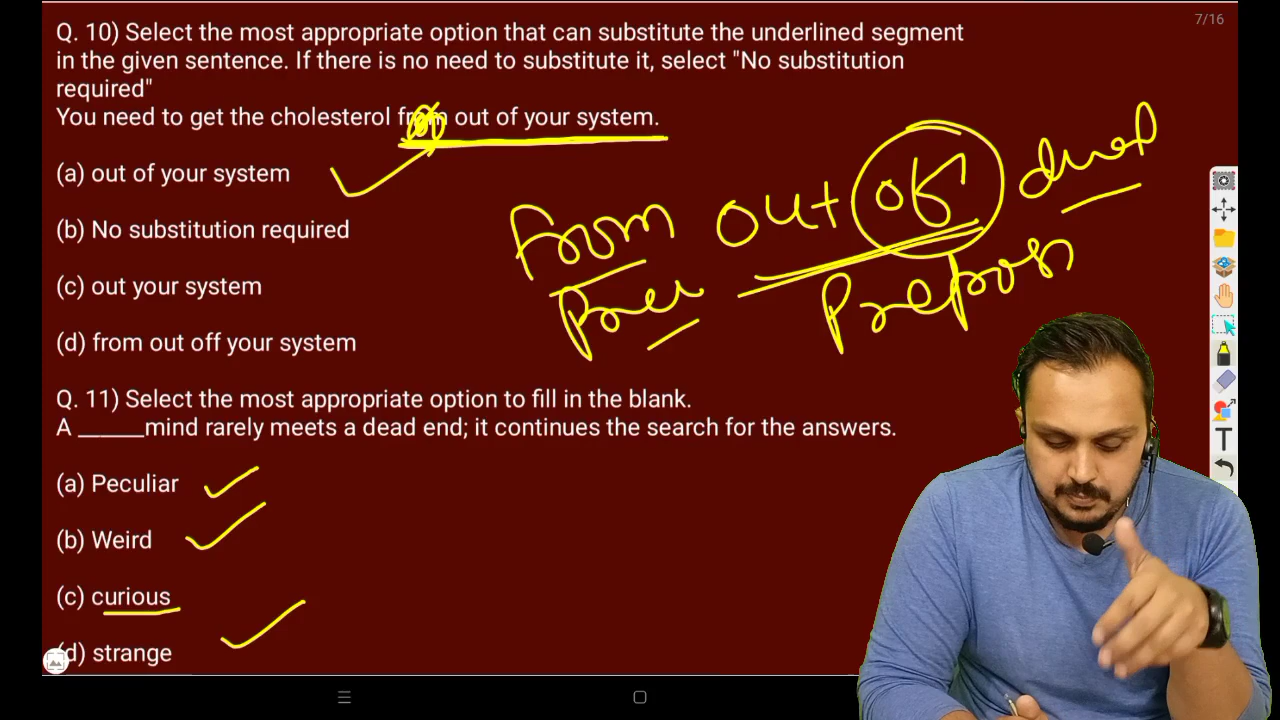 7/16
Q. 10) Select the most appropriate option that can substitute the underlined segment
in the given sentence. If there is no need to substitute it, select "No substitution
required"
You need to get the cholesterol from out of your system.
(a) out of your system
(b) No substitution required
(c) out your system
(d) from out off your system
from out of
Q. 11) Select the most appropriate option to fill in the blank.
A ______mind rarely meets a dead end; it continues the search for the answers.
(a) Peculiar
(b) Weird
(c) curious
(d) strange
T